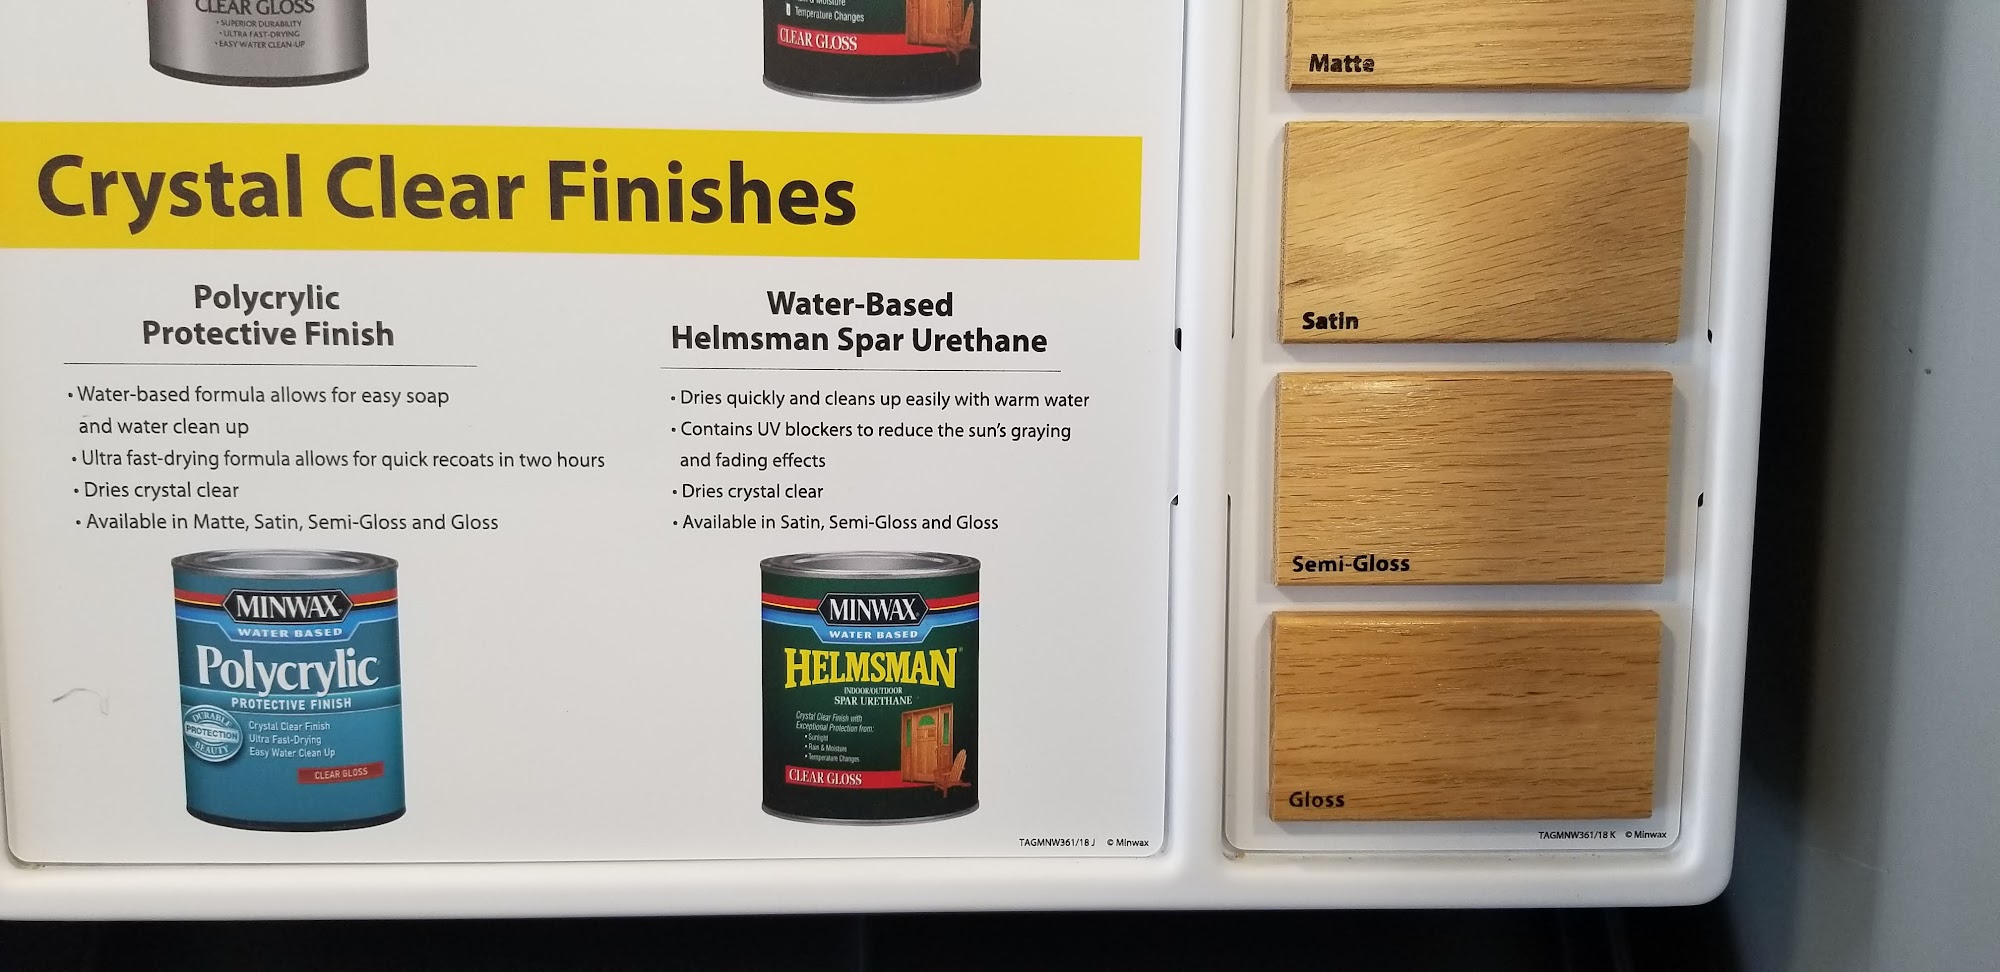 CLEAR GLOSS
• SUPERIOR DURABILITY
• ULTRA FAST-DRYING
• EASY WATER CLEAN-UP
Temperature Changes
CLEAR GLOSS
Crystal Clear Finishes
Polycrylic
Protective Finish
• Water-based formula allows for easy soap
and water clean up
• Ultra fast-drying formula allows for quick recoats in two hours
• Dries crystal clear
• Available in Matte, Satin, Semi-Gloss and Gloss
MINWAX
WATER BASED
Polycrylic
PROTECTIVE FINISH
DURABLE
PROTECTION
BEAUTY
Crystal Clear Finish
Ultra Fast-Drying
Easy Water Clean Up
CLEAR GLOSS
Water-Based
Helmsman Spar Urethane
• Dries quickly and cleans up easily with warm water
• Contains UV blockers to reduce the sun's graying
and fading effects
• Dries crystal clear
• Available in Satin, Semi-Gloss and Gloss
MINWAX
WATER BASED
HELMSMAN®
INDOOR/OUTDOOR
SPAR URETHANE
Crystal Clear Finish with
Exceptional Protection from:
• Sunlight
• Rain & Moisture
• Temperature Changes
CLEAR GLOSS
TAGMNW361/18 J © Minwax
Matte
Satin
Semi-Gloss
Gloss
TAGMNW361/18 K © Minwax